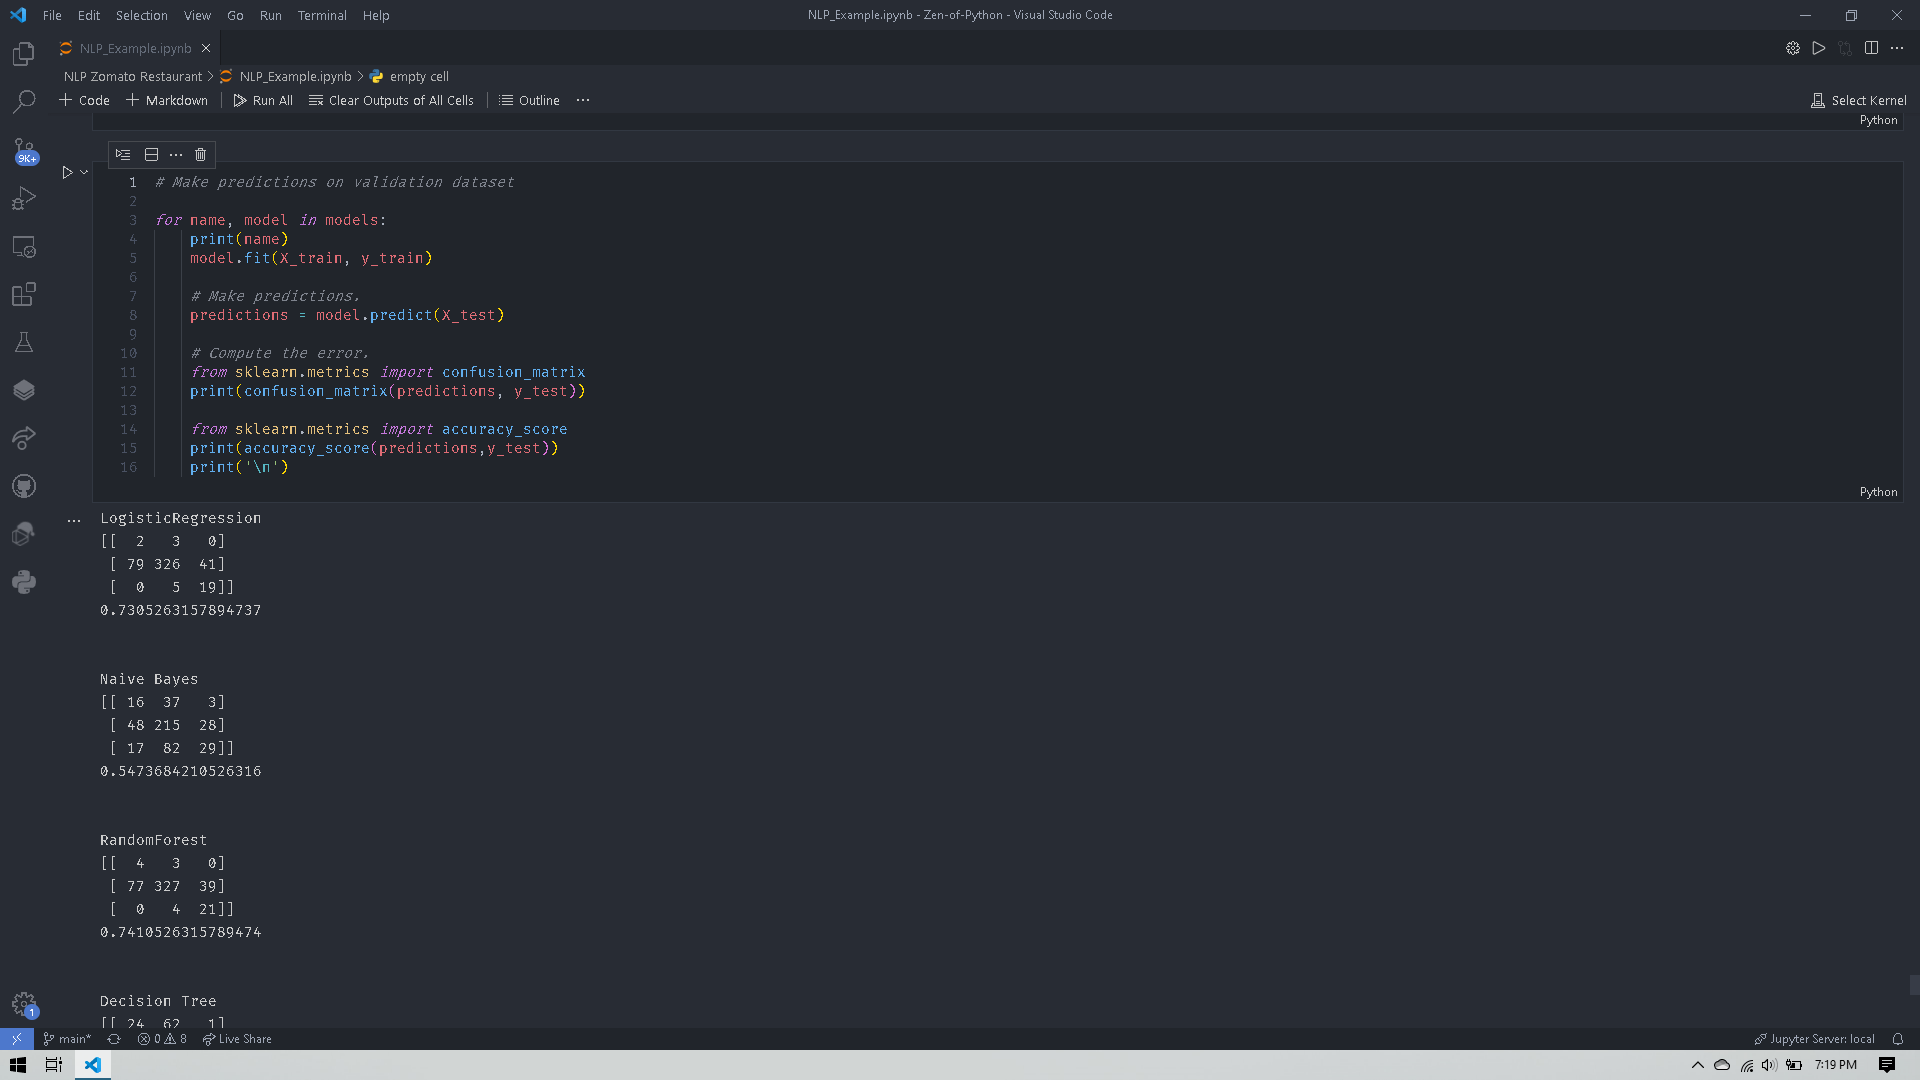 File Edit Selection View Go Run Terminal Help
NLP_Example.ipynb - Zen-of-Python - Visual Studio Code
NLP_Example.ipynb
NLP Zomato Restaurant > NLP_Example.ipynb > empty cell
+ Code + Markdown Run All Clear Outputs of All Cells Outline ... Select Kernel
Python
9K+
1 # Make predictions on validation dataset
2
3 for name, model in models:
4 print(name)
5 model.fit(X_train, y_train)
6
7 # Make predictions.
8 predictions = model.predict(X_test)
9
10 # Compute the error.
11 from sklearn.metrics import confusion_matrix
12 print(confusion_matrix(predictions, y_test))
13
14 from sklearn.metrics import accuracy_score
15 print(accuracy_score(predictions,y_test))
16 print('\n')
Python
LogisticRegression
[[ 2 3 0]
[ 79 326 41]
[ 0 5 19]]
0.7305263157894737
Naive Bayes
[[ 16 37 3]
[ 48 215 28]
[ 17 82 29]]
0.5473684210526316
RandomForest
[[ 4 3 0]
[ 77 327 39]
[ 0 4 21]]
0.7410526315789474
Decision Tree
[[ 24 62 1]
1
main* 0 8 Live Share Jupyter Server: local
7:19 PM